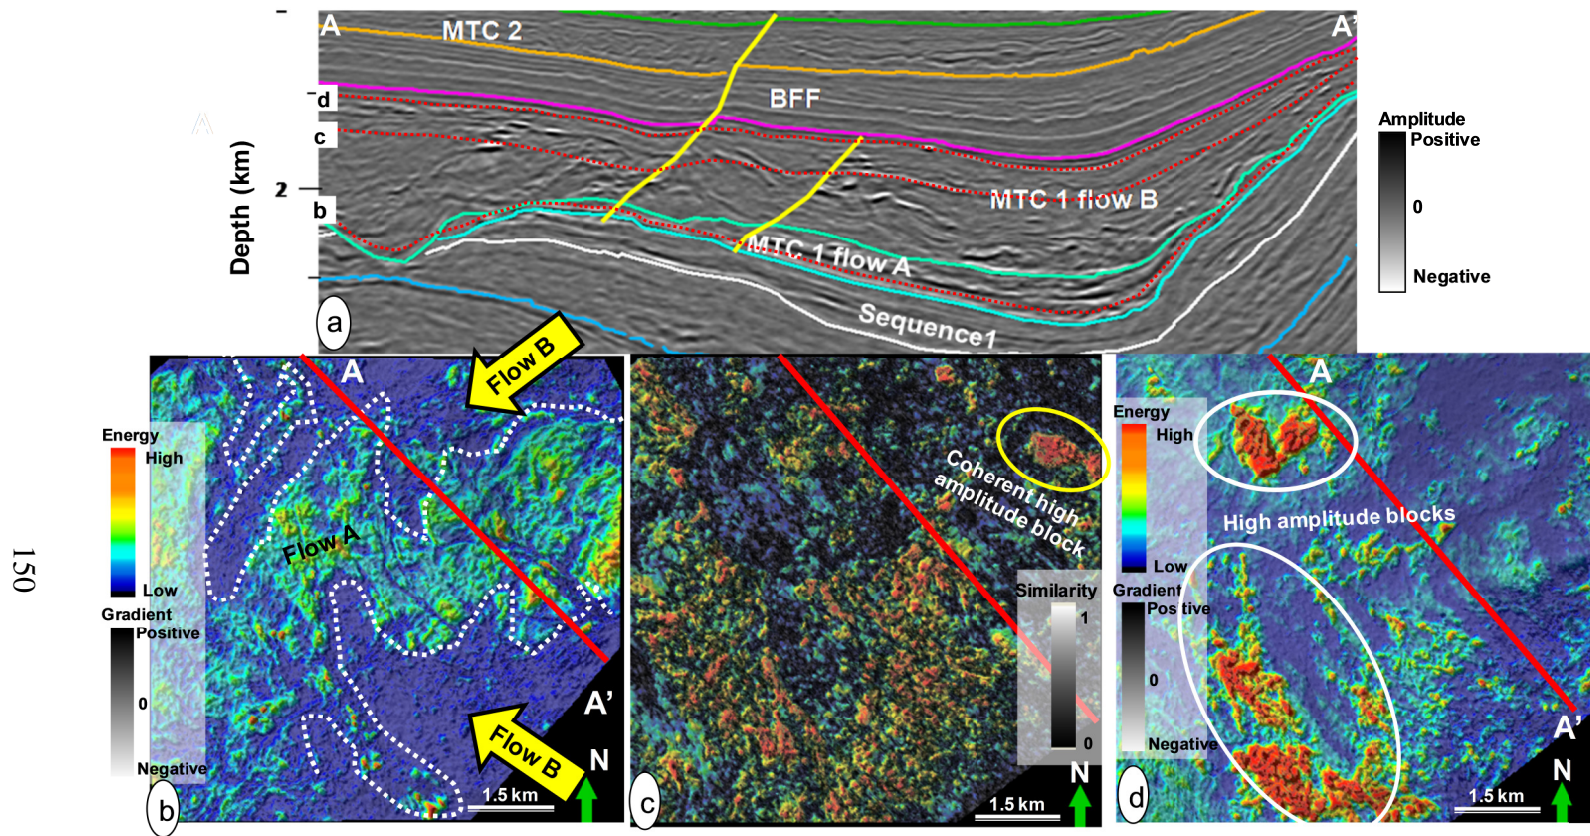 A
MTC 2
A'
BFF
d
c
b
Depth (km)
2
MTC 1 flow B
MTC 1 flow A
Sequence1
a
Amplitude
Positive
0
Negative
A
150
Energy
High
Low
Gradient
Positive
0
Negative
A
Flow B
Flow A
Flow B
A'
N
1.5 km
b
Coherent high
amplitude block
Similarity
1
0
N
1.5 km
c
A
Energy
High
Low
Gradient
Positive
0
Negative
High amplitude blocks
A'
N
1.5 km
d